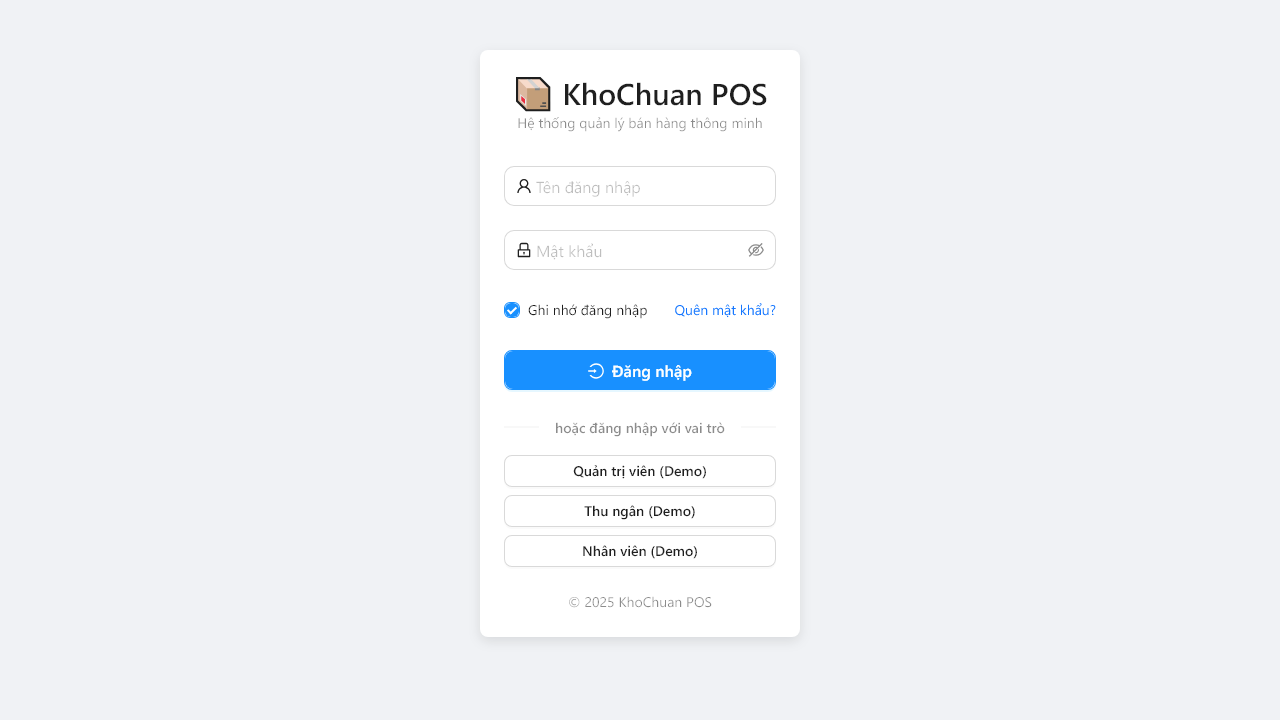 KhoChuan POS
Hệ thống quản lý bán hàng thông minh
Tên đăng nhập
Mật khẩu
Ghi nhớ đăng nhập
Quên mật khẩu?
Đăng nhập
hoặc đăng nhập với vai trò
Quản trị viên (Demo)
Thu ngân (Demo)
Nhân viên (Demo)
© 2025 KhoChuan POS